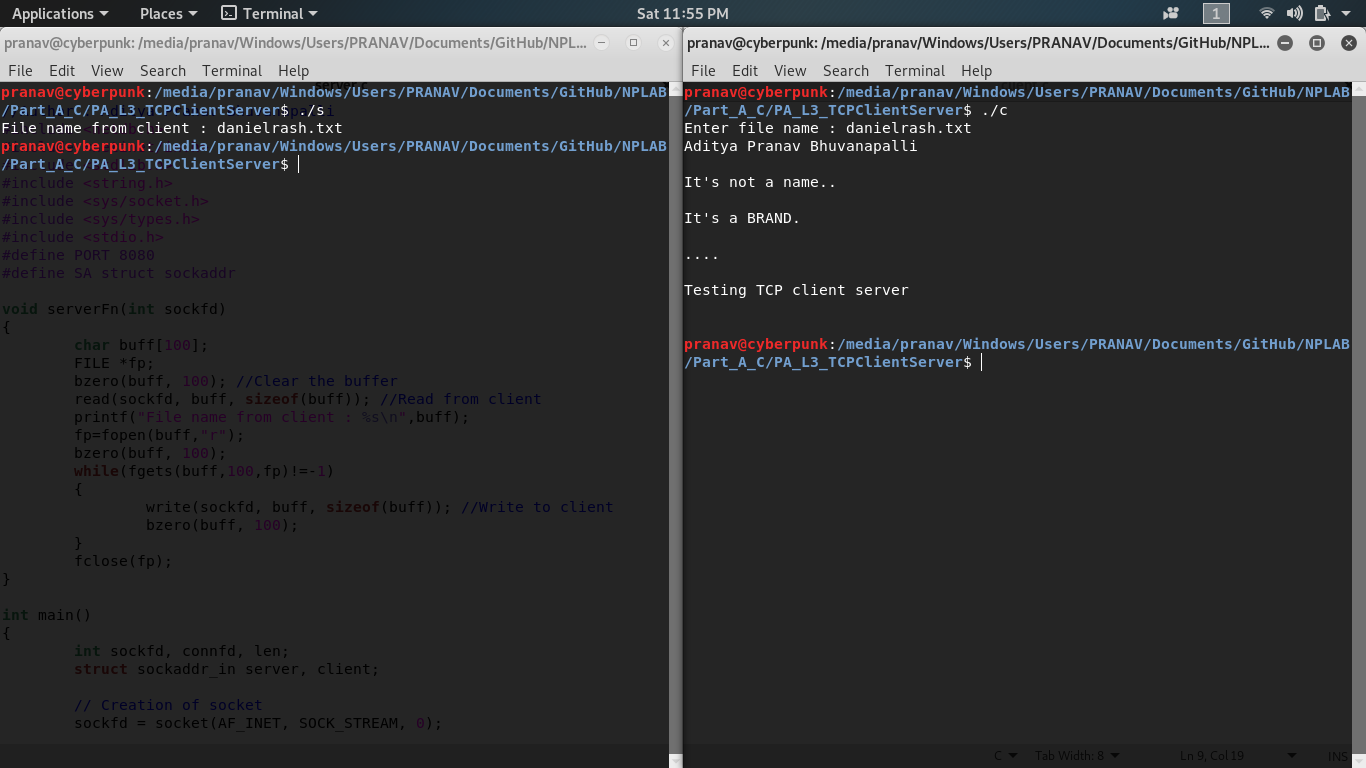 Applications Places Terminal Sat 11:55 PM 1
pranav@cyberpunk: /media/pranav/Windows/Users/PRANAV/Documents/GitHub/NPL...
File Edit View Search Terminal Help
pranav@cyberpunk:/media/pranav/Windows/Users/PRANAV/Documents/GitHub/NPLAB
/Part_A_C/PA_L3_TCPClientServer$ ./s
File name from client : danielrash.txt
pranav@cyberpunk:/media/pranav/Windows/Users/PRANAV/Documents/GitHub/NPLAB
/Part_A_C/PA_L3_TCPClientServer$
#include <string.h>
#include <sys/socket.h>
#include <sys/types.h>
#include <stdio.h>
#define PORT 8080
#define SA struct sockaddr
void serverFn(int sockfd)
{
char buff[100];
FILE *fp;
bzero(buff, 100); //Clear the buffer
read(sockfd, buff, sizeof(buff)); //Read from client
printf("File name from client : %s\n",buff);
fp=fopen(buff,"r");
bzero(buff, 100);
while(fgets(buff,100,fp)!=-1)
{
write(sockfd, buff, sizeof(buff)); //Write to client
bzero(buff, 100);
}
fclose(fp);
}
int main()
{
int sockfd, connfd, len;
struct sockaddr_in server, client;
// Creation of socket
sockfd = socket(AF_INET, SOCK_STREAM, 0);
pranav@cyberpunk: /media/pranav/Windows/Users/PRANAV/Documents/GitHub/NPL...
File Edit View Search Terminal Help
pranav@cyberpunk:/media/pranav/Windows/Users/PRANAV/Documents/GitHub/NPLAB
/Part_A_C/PA_L3_TCPClientServer$ ./c
Enter file name : danielrash.txt
Aditya Pranav Bhuvanapalli
It's not a name..
It's a BRAND.
....
Testing TCP client server
pranav@cyberpunk:/media/pranav/Windows/Users/PRANAV/Documents/GitHub/NPLAB
/Part_A_C/PA_L3_TCPClientServer$
C Tab Width: 8 Ln 9, Col 19 INS